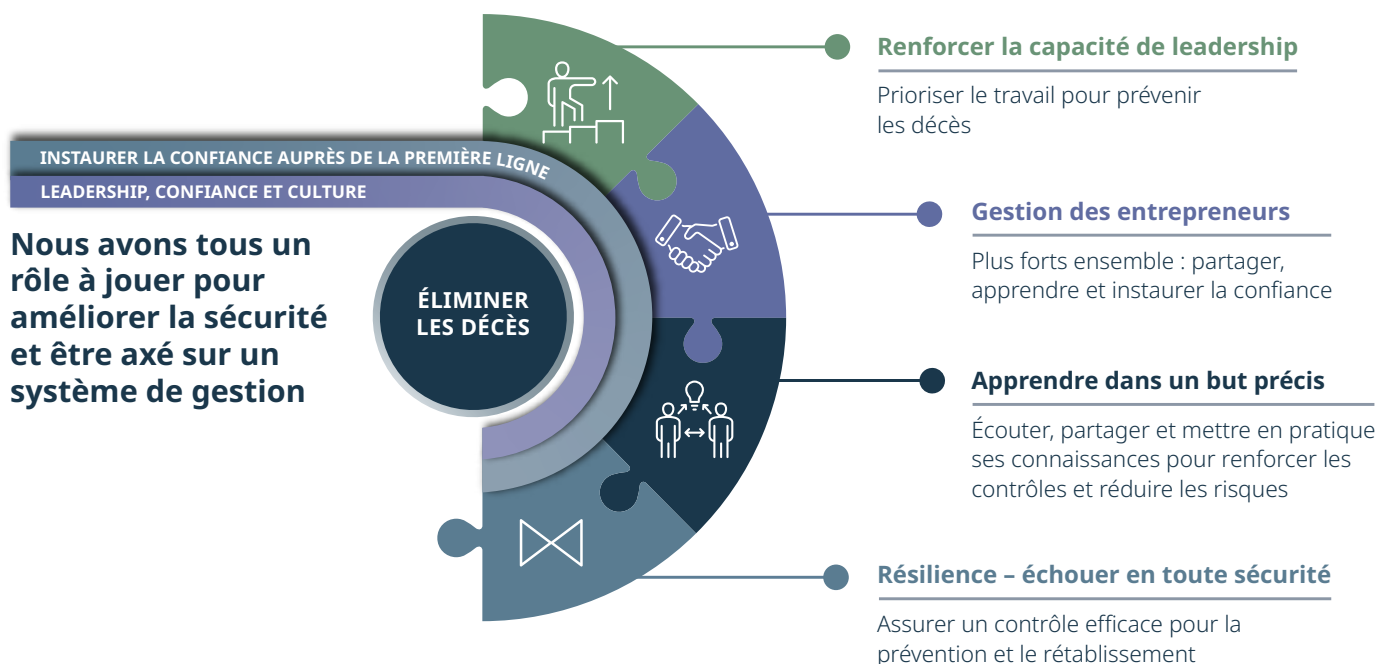 INSTAURER LA CONFIANCE AUPRÈS DE LA PREMIÈRE LIGNE
LEADERSHIP, CONFIANCE ET CULTURE
Nous avons tous un
rôle à jouer pour
améliorer la sécurité
et être axé sur un
système de gestion
ÉLIMINER
LES DÉCÈS
Renforcer la capacité de leadership
Prioriser le travail pour prévenir
les décès
Gestion des entrepreneurs
Plus forts ensemble : partager,
apprendre et instaurer la confiance
Apprendre dans un but précis
Écouter, partager et mettre en pratique
ses connaissances pour renforcer les
contrôles et réduire les risques
Résilience – échouer en toute sécurité
Assurer un contrôle efficace pour la
prévention et le rétablissement